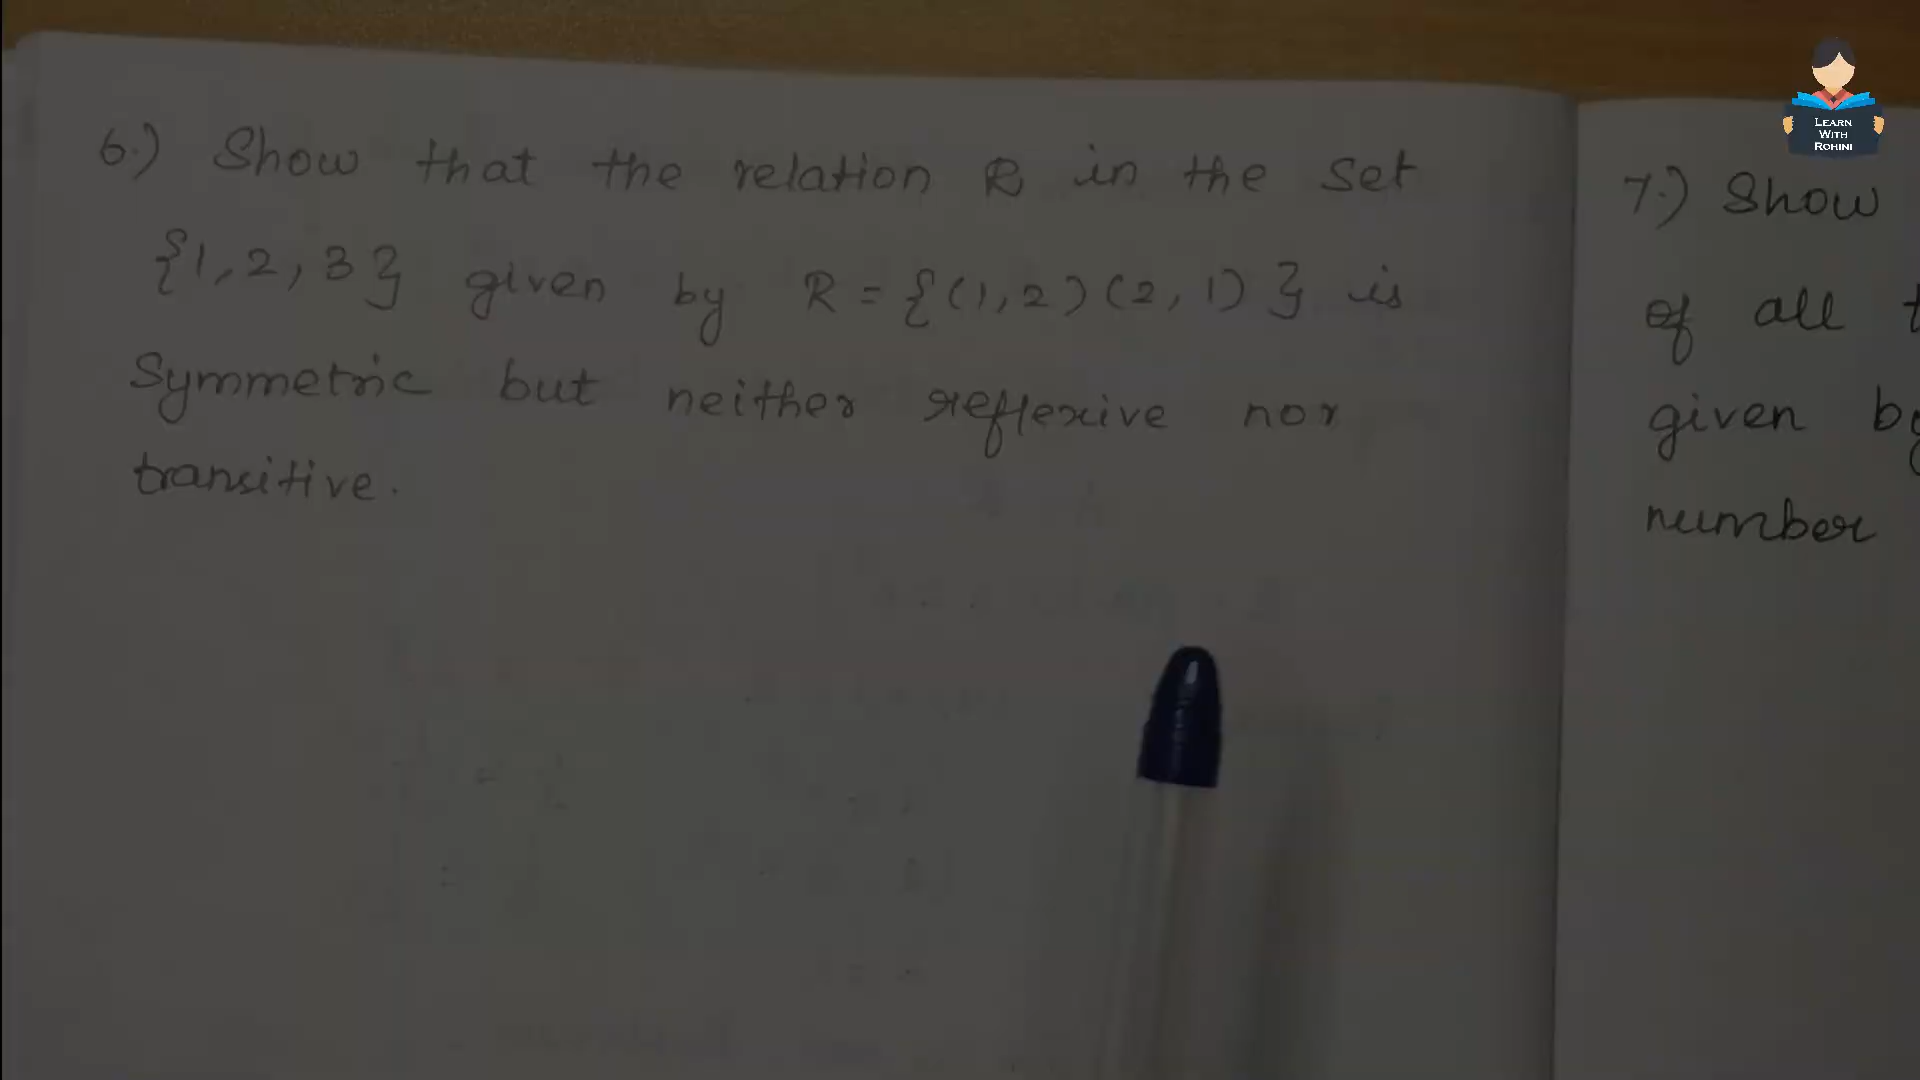 6.) Show that the relation R in the set
{1, 2, 3} given by R = {(1, 2) (2, 1) } is
Symmetric but neither reflexive nor
transitive.
7.) Show
of all t
given by
number
LEARN
WITH
ROHINI